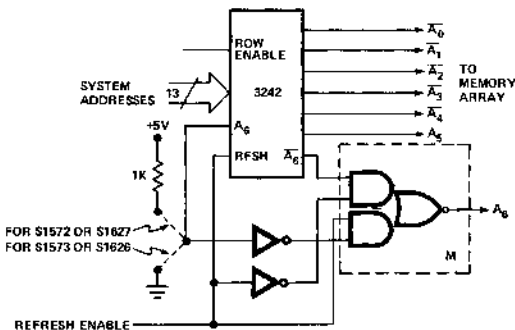 ROW ENABLE
3242
A6
RFSH
A̅6̅
SYSTEM ADDRESSES
13
A̅0̅
A̅1̅
A̅2̅
A̅3̅
A̅4̅
A̅5̅
TO MEMORY ARRAY
+5V
1K
FOR S1572 OR S1627
FOR S1573 OR S1626
A6
M
REFRESH ENABLE